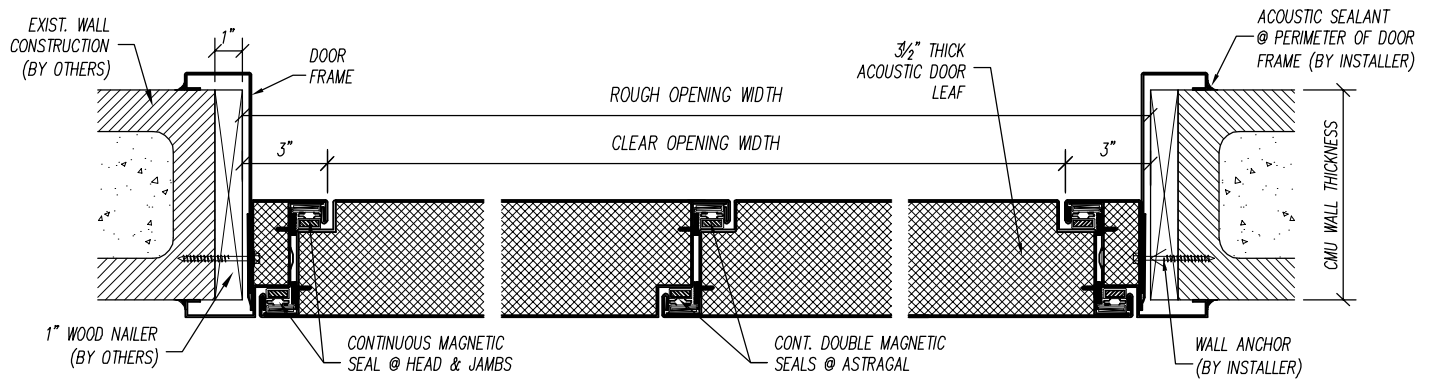 EXIST. WALL
CONSTRUCTION
(BY OTHERS)
1"
DOOR
FRAME
3½" THICK
ACOUSTIC DOOR
LEAF
ACOUSTIC SEALANT
@ PERIMETER OF DOOR
FRAME (BY INSTALLER)
ROUGH OPENING WIDTH
CLEAR OPENING WIDTH
3"
3"
CMU WALL THICKNESS
1" WOOD NAILER
(BY OTHERS)
CONTINUOUS MAGNETIC
SEAL @ HEAD & JAMBS
CONT. DOUBLE MAGNETIC
SEALS @ ASTRAGAL
WALL ANCHOR
(BY INSTALLER)